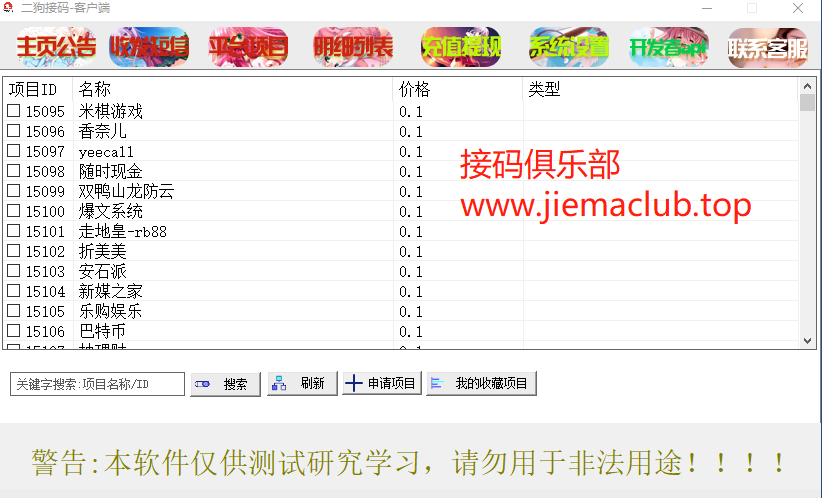 二狗接码-客户端
主页公告 收发短信 平台项目 明细列表 充值提现 系统设置 开发者api 联系客服
项目ID 名称 价格 类型
15095 米棋游戏 0.1
15096 香奈儿 0.1
15097 yeecall 0.1
15098 随时现金 0.1
15099 双鸭山龙防云 0.1
15100 爆文系统 0.1
15101 走地皇-rb88 0.1
15102 折美美 0.1
15103 安石派 0.1
15104 新媒之家 0.1
15105 乐购娱乐 0.1
15106 巴特币 0.1
接码俱乐部
www.jiemaclub.top
关键字搜索:项目名称/ID 搜索 刷新 申请项目 我的收藏项目
警告:本软件仅供测试研究学习，请勿用于非法用途！！！！